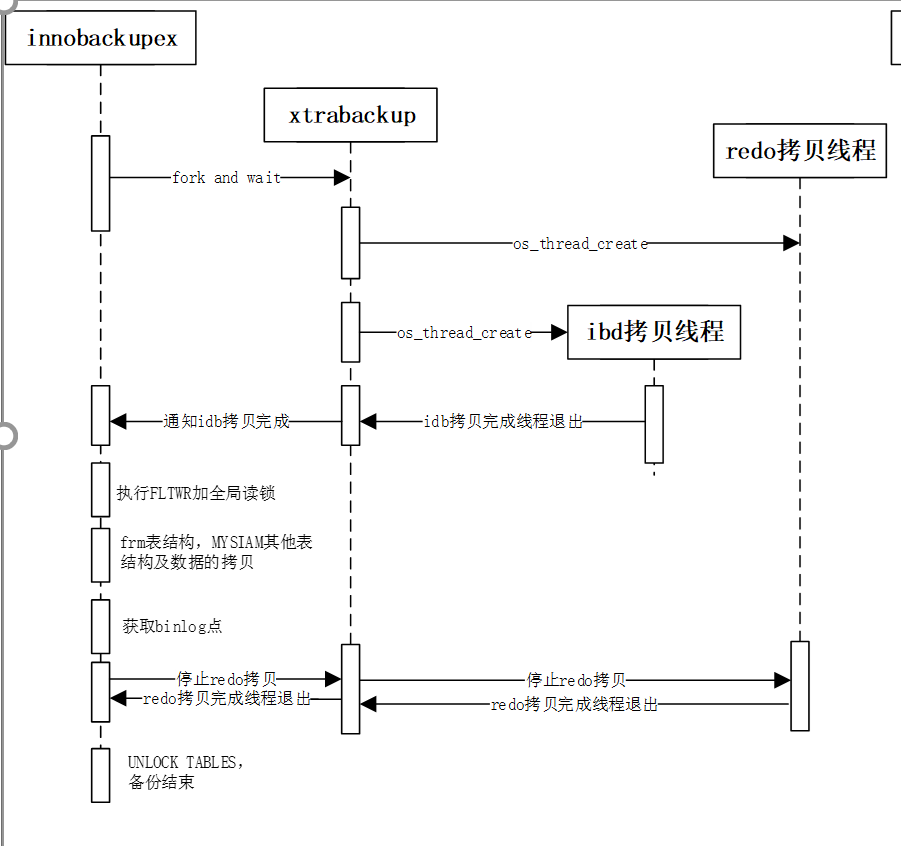 innobackupex
xtrabackup
redo拷贝线程
fork and wait
os_thread_create
os_thread_create
ibd拷贝线程
通知idb拷贝完成
idb拷贝完成线程退出
执行FLTWR加全局读锁
frm表结构，MYSIAM其他表
结构及数据的拷贝
获取binlog点
停止redo拷贝
停止redo拷贝
redo拷贝完成线程退出
redo拷贝完成线程退出
UNLOCK TABLES，
备份结束